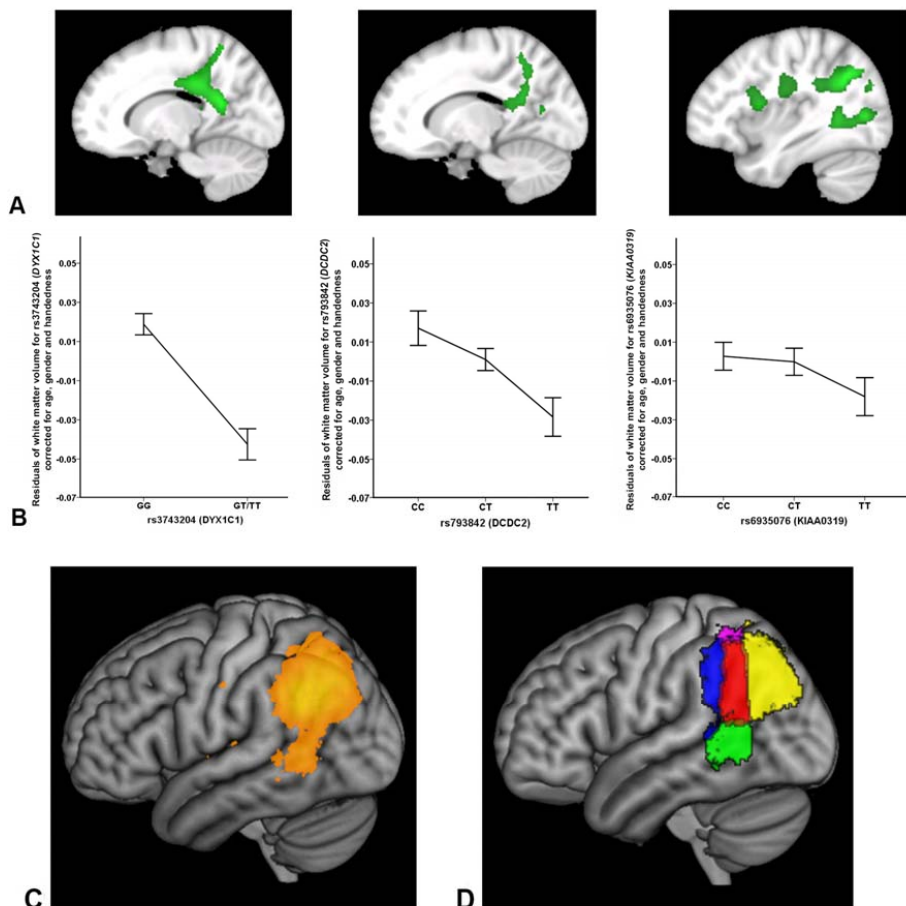 A
Residuals of white matter volume for rs3743204 (DYX1C1)
corrected for age, gender and handedness
0.05
0.03
0.01
-0.01
-0.03
-0.05
-0.07
GG
GT/TT
rs3743204 (DYX1C1)
Residuals of white matter volume for rs793842 (DCDC2)
corrected for age, gender and handedness
0.05
0.03
0.01
-0.01
-0.03
-0.05
-0.07
CC
CT
TT
rs793842 (DCDC2)
Residuals of white matter volume for rs6935076 (KIAA0319)
corrected for age, gender and handedness
0.05
0.03
0.01
-0.01
-0.03
-0.05
-0.07
CC
CT
TT
rs6935076 (KIAA0319)
B
C
D